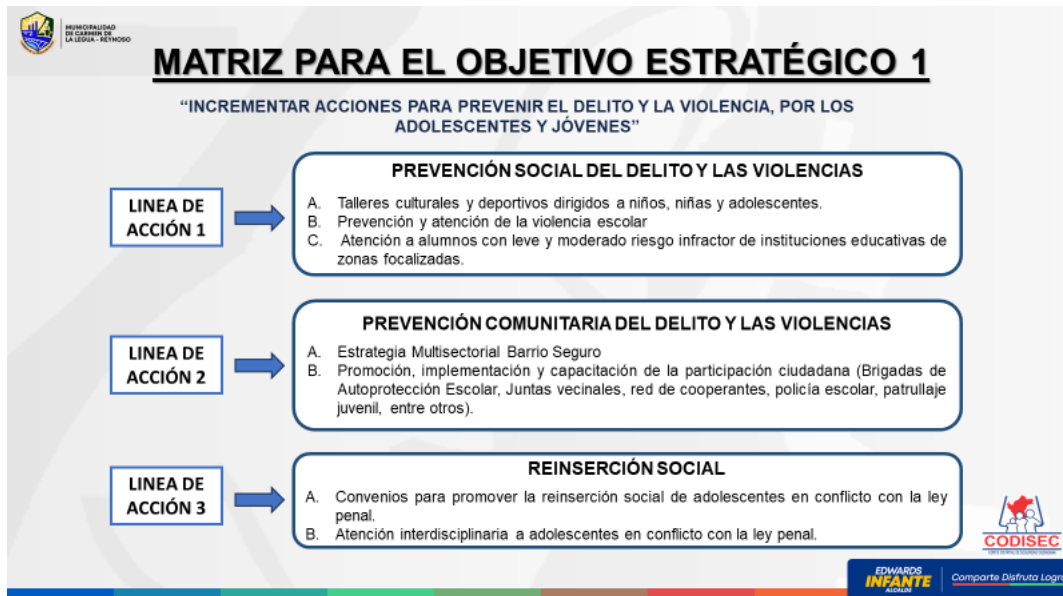 MUNICIPALIDAD
DE CARMEN DE
LA LEGUA - REYNOSO
MATRIZ PARA EL OBJETIVO ESTRATÉGICO 1
“INCREMENTAR ACCIONES PARA PREVENIR EL DELITO Y LA VIOLENCIA, POR LOS
ADOLESCENTES Y JÓVENES”
LINEA DE
ACCIÓN 1
PREVENCIÓN SOCIAL DEL DELITO Y LAS VIOLENCIAS
A. Talleres culturales y deportivos dirigidos a niños, niñas y adolescentes.
B. Prevención y atención de la violencia escolar
C. Atención a alumnos con leve y moderado riesgo infractor de instituciones educativas de
zonas focalizadas.
LINEA DE
ACCIÓN 2
PREVENCIÓN COMUNITARIA DEL DELITO Y LAS VIOLENCIAS
A. Estrategia Multisectorial Barrio Seguro
B. Promoción, implementación y capacitación de la participación ciudadana (Brigadas de
Autoprotección Escolar, Juntas vecinales, red de cooperantes, policía escolar, patrullaje
juvenil, entre otros).
LINEA DE
ACCIÓN 3
REINSERCIÓN SOCIAL
A. Convenios para promover la reinserción social de adolescentes en conflicto con la ley
penal.
B. Atención interdisciplinaria a adolescentes en conflicto con la ley penal.
CODISEC
EDWARDS
INFANTE
ALCALDE
Comparte Disfruta Logra